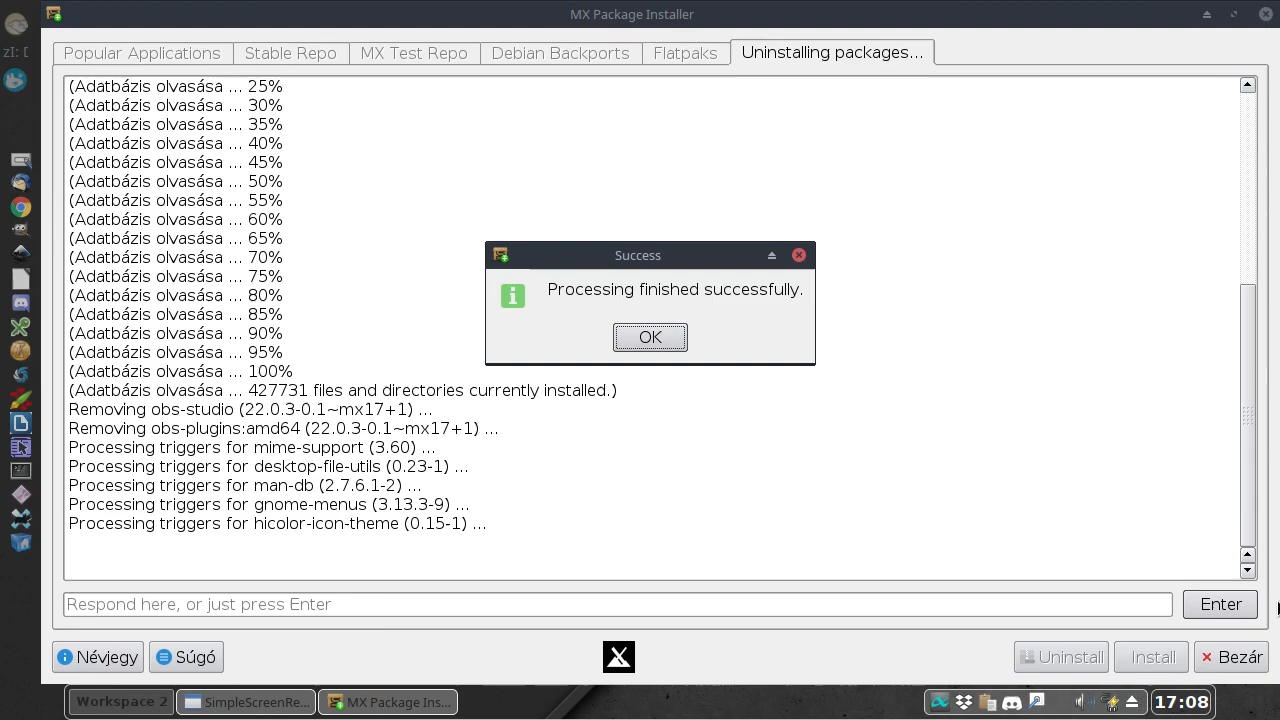 MX Package Installer
zI: [
Popular Applications
Stable Repo
MX Test Repo
Debian Backports
Flatpaks
Uninstalling packages...
(Adatbázis olvasása ... 25%
(Adatbázis olvasása ... 30%
(Adatbázis olvasása ... 35%
(Adatbázis olvasása ... 40%
(Adatbázis olvasása ... 45%
(Adatbázis olvasása ... 50%
(Adatbázis olvasása ... 55%
(Adatbázis olvasása ... 60%
(Adatbázis olvasása ... 65%
(Adatbázis olvasása ... 70%
(Adatbázis olvasása ... 75%
(Adatbázis olvasása ... 80%
(Adatbázis olvasása ... 85%
(Adatbázis olvasása ... 90%
(Adatbázis olvasása ... 95%
(Adatbázis olvasása ... 100%
(Adatbázis olvasása ... 427731 files and directories currently installed.)
Removing obs-studio (22.0.3-0.1~mx17+1) ...
Removing obs-plugins:amd64 (22.0.3-0.1~mx17+1) ...
Processing triggers for mime-support (3.60) ...
Processing triggers for desktop-file-utils (0.23-1) ...
Processing triggers for man-db (2.7.6.1-2) ...
Processing triggers for gnome-menus (3.13.3-9) ...
Processing triggers for hicolor-icon-theme (0.15-1) ...
Success
Processing finished successfully.
OK
Respond here, or just press Enter
Enter
Névjegy
Súgó
Uninstall
Install
Bezár
Workspace 2
SimpleScreenRe...
MX Package Ins...
17:08